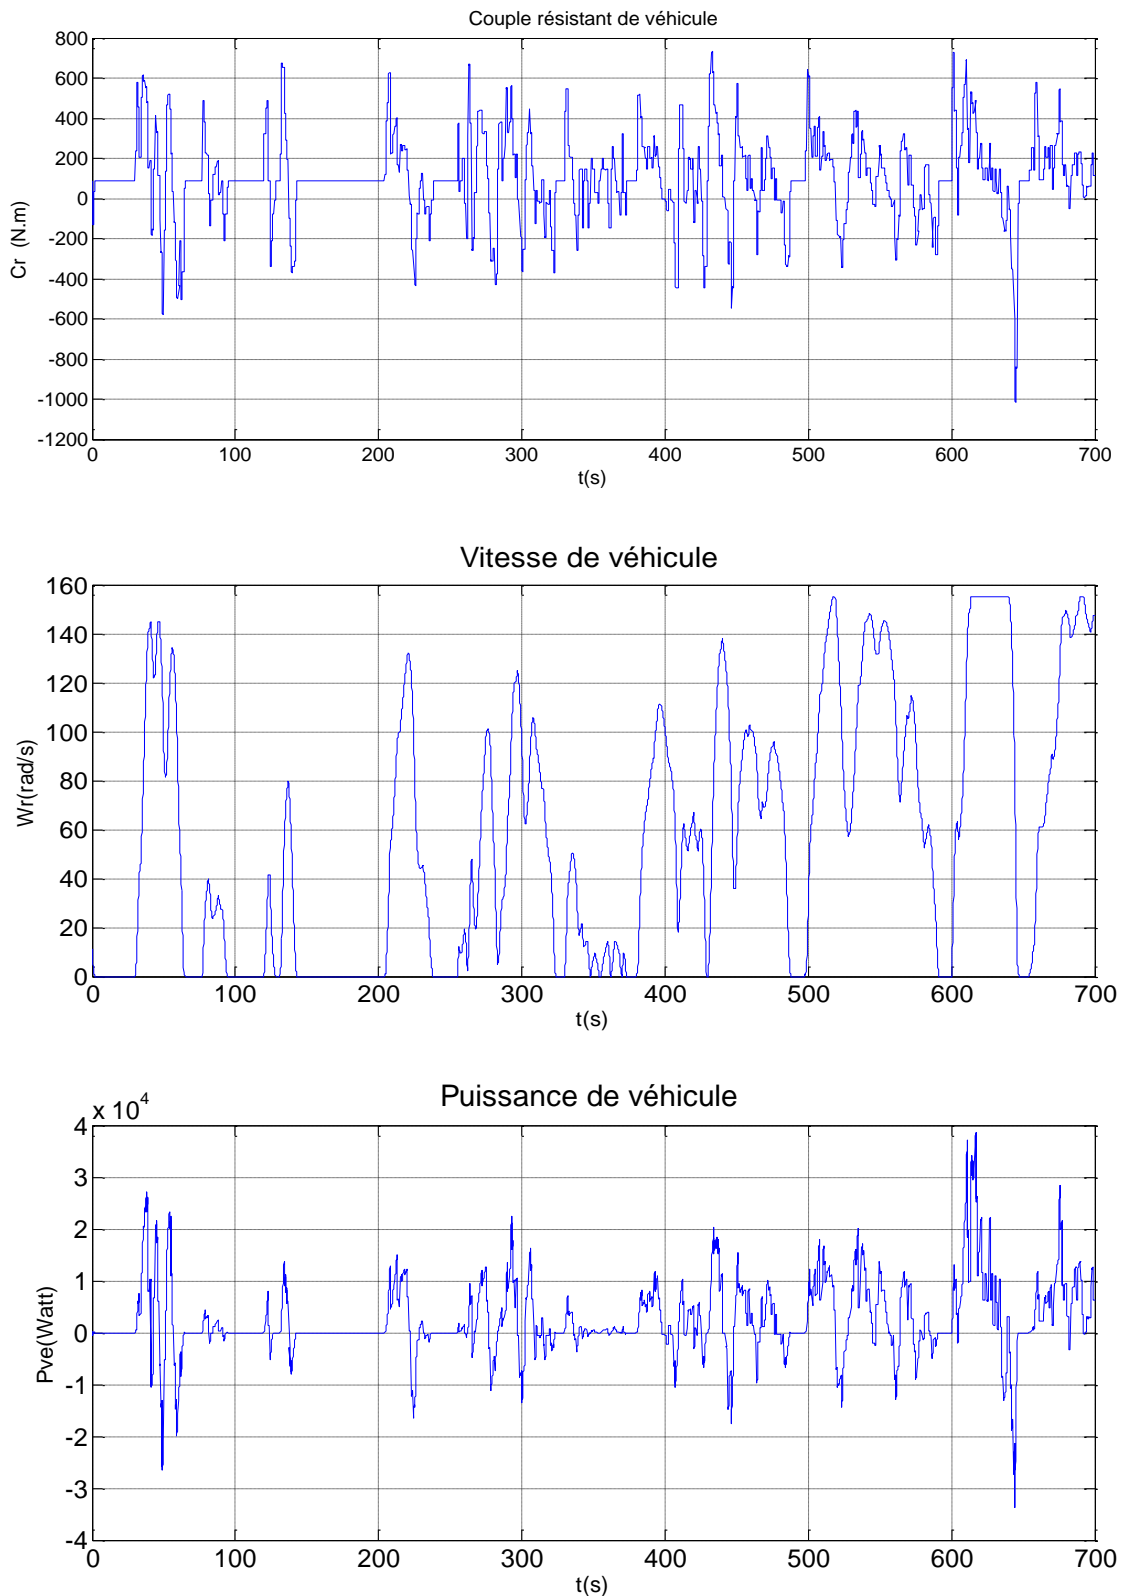 Couple résistant de véhicule
800
600
400
200
0
-200
-400
-600
-800
-1000
-1200
Cr (N.m)
0 100 200 300 400 500 600 700
t(s)
Vitesse de véhicule
160
140
120
100
80
60
40
20
0
Wr(rad/s)
0 100 200 300 400 500 600 700
t(s)
Puissance de véhicule
x 10^4
4
3
2
1
0
-1
-2
-3
-4
Pve(Watt)
0 100 200 300 400 500 600 700
t(s)